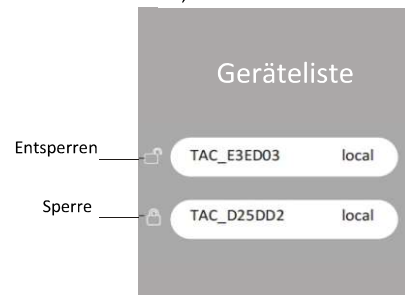 Geräteliste
Entsperren
TAC_E3ED03 local
Sperre
TAC_D25DD2 local